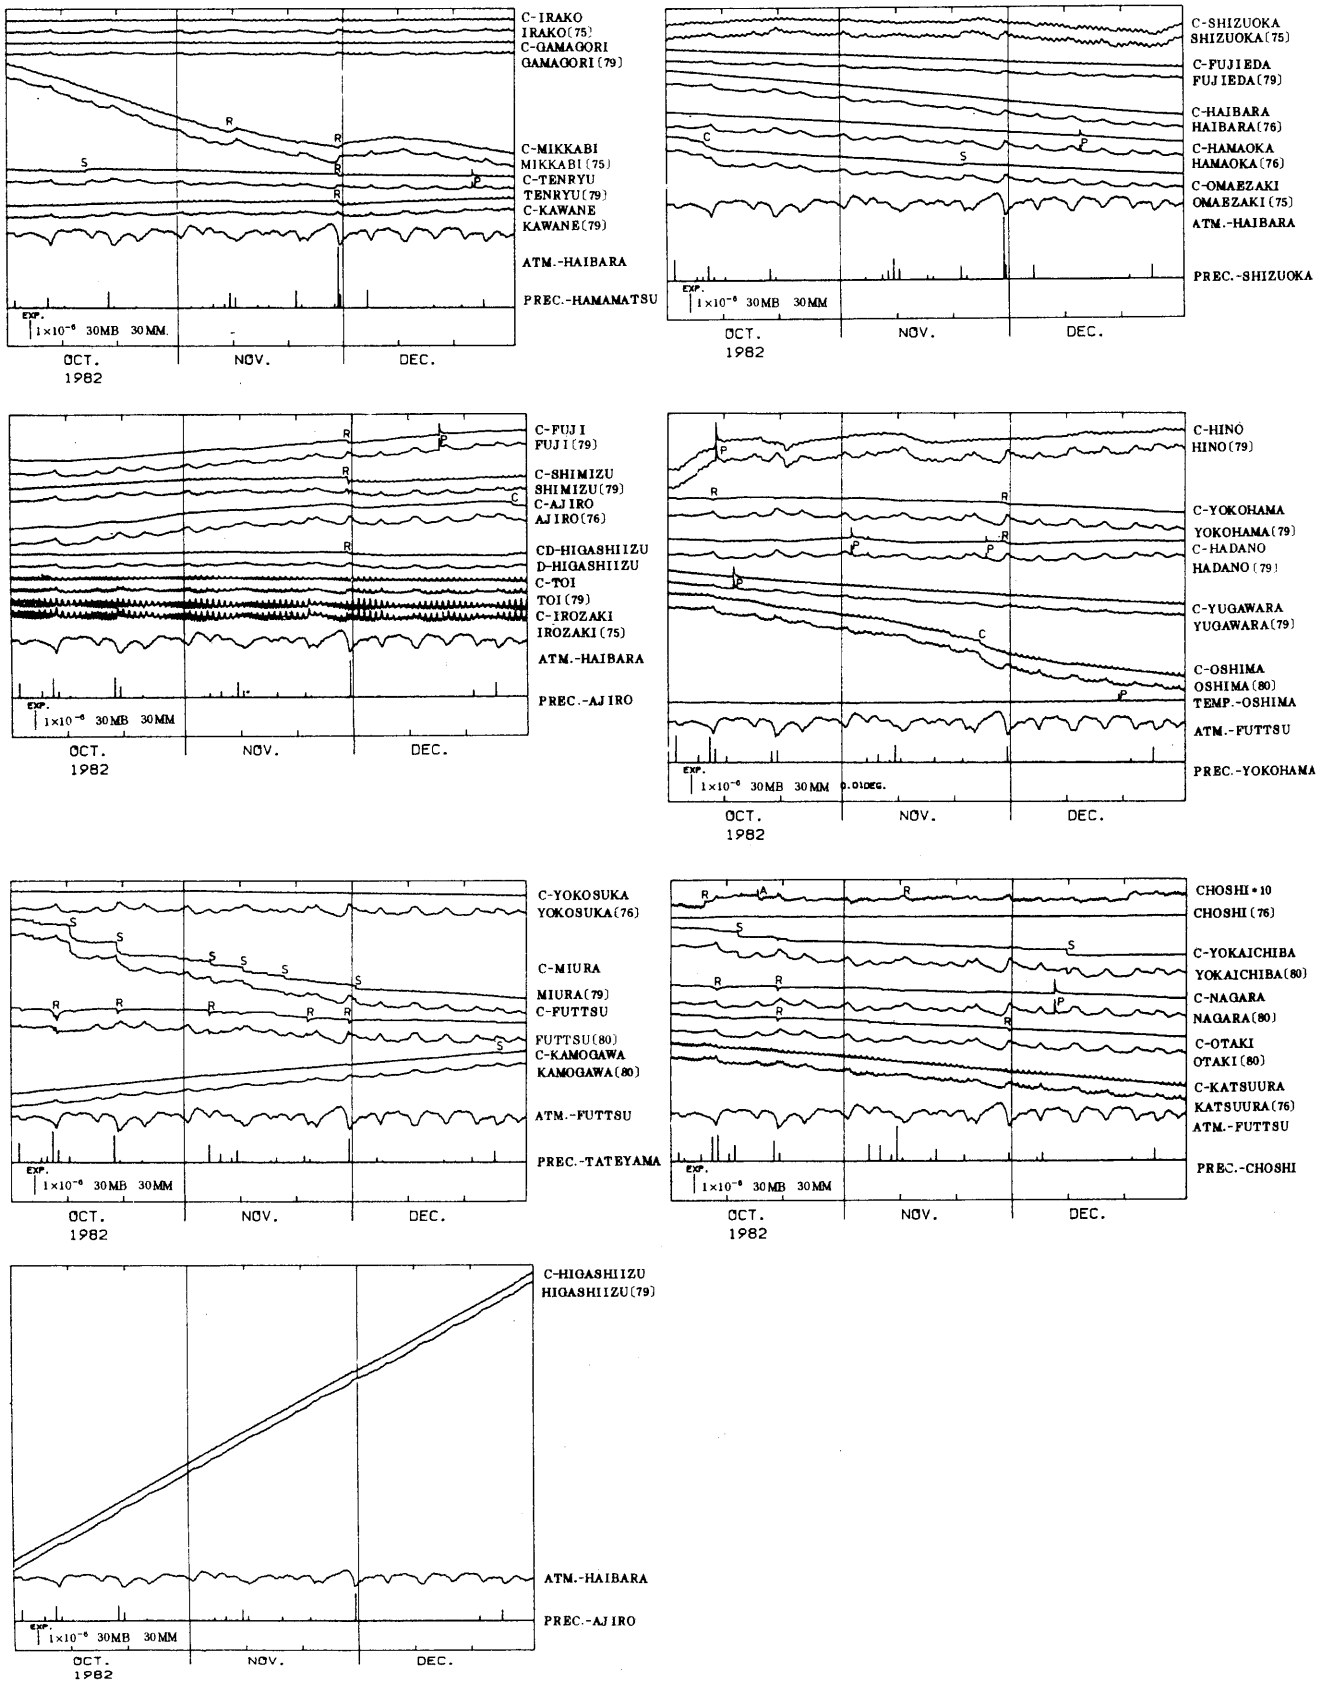 C-IRAKO
IRAKO(75)
C-GAMAGORI
GAMAGORI(79)
R
R
C-MIKKABI
MIKKABI(75)
S
R
C-TENRYU
P
TENRYU(79)
R
C-KAWANE
KAWANE(79)
ATM.-HAIBARA
PREC.-HAMAMATSU
EXP.
1×10⁻⁶ 30MB 30MM
OCT. NOV. DEC.
1982
C-SHIZUOKA
SHIZUOKA(75)
C-FUJIEDA
FUJIEDA(79)
C-HAIBARA
HAIBARA(76)
C
P
C-HAMAOKA
S
HAMAOKA(76)
C-OMAEZAKI
OMAEZAKI(75)
ATM.-HAIBARA
PREC.-SHIZUOKA
EXP.
1×10⁻⁶ 30MB 30MM
OCT. NOV. DEC.
1982
C-FUJI
R
P
FUJI(79)
R
C-SHIMIZU
SHIMIZU(79)
C
C-AJIRO
AJIRO(76)
R
CD-HIGASHIIZU
D-HIGASHIIZU
C-TOI
TOI(79)
C-IROZAKI
IROZAKI(75)
ATM.-HAIBARA
PREC.-AJIRO
EXP.
1×10⁻⁶ 30MB 30MM
OCT. NOV. DEC.
1982
C-HINO
P
HINO(79)
R
R
C-YOKOHAMA
YOKOHAMA(79)
R
P
P
C-HADANO
HADANO(79)
P
C-YUGAWARA
YUGAWARA(79)
C
C-OSHIMA
OSHIMA(80)
P
TEMP.-OSHIMA
ATM.-FUTTSU
PREC.-YOKOHAMA
EXP.
1×10⁻⁶ 30MB 30MM 0.01DEG.
OCT. NOV. DEC.
1982
C-YOKOSUKA
YOKOSUKA(76)
S
S
S
S
S
S
C-MIURA
MIURA(79)
R
R
R
R
R
C-FUTTSU
FUTTSU(80)
S
C-KAMOGAWA
KAMOGAWA(80)
ATM.-FUTTSU
PREC.-TATEYAMA
EXP.
1×10⁻⁶ 30MB 30MM
OCT. NOV. DEC.
1982
R
A
R
CHOSHI*10
CHOSHI(76)
S
S
C-YOKAICHIBA
YOKAICHIBA(80)
R
R
C-NAGARA
P
NAGARA(80)
R
R
C-OTAKI
OTAKI(80)
C-KATSUURA
KATSUURA(76)
ATM.-FUTTSU
PREC.-CHOSHI
EXP.
1×10⁻⁶ 30MB 30MM
OCT. NOV. DEC.
1982
C-HIGASHIIZU
HIGASHIIZU(79)
ATM.-HAIBARA
PREC.-AJIRO
EXP.
1×10⁻⁶ 30MB 30MM
OCT. NOV. DEC.
1982